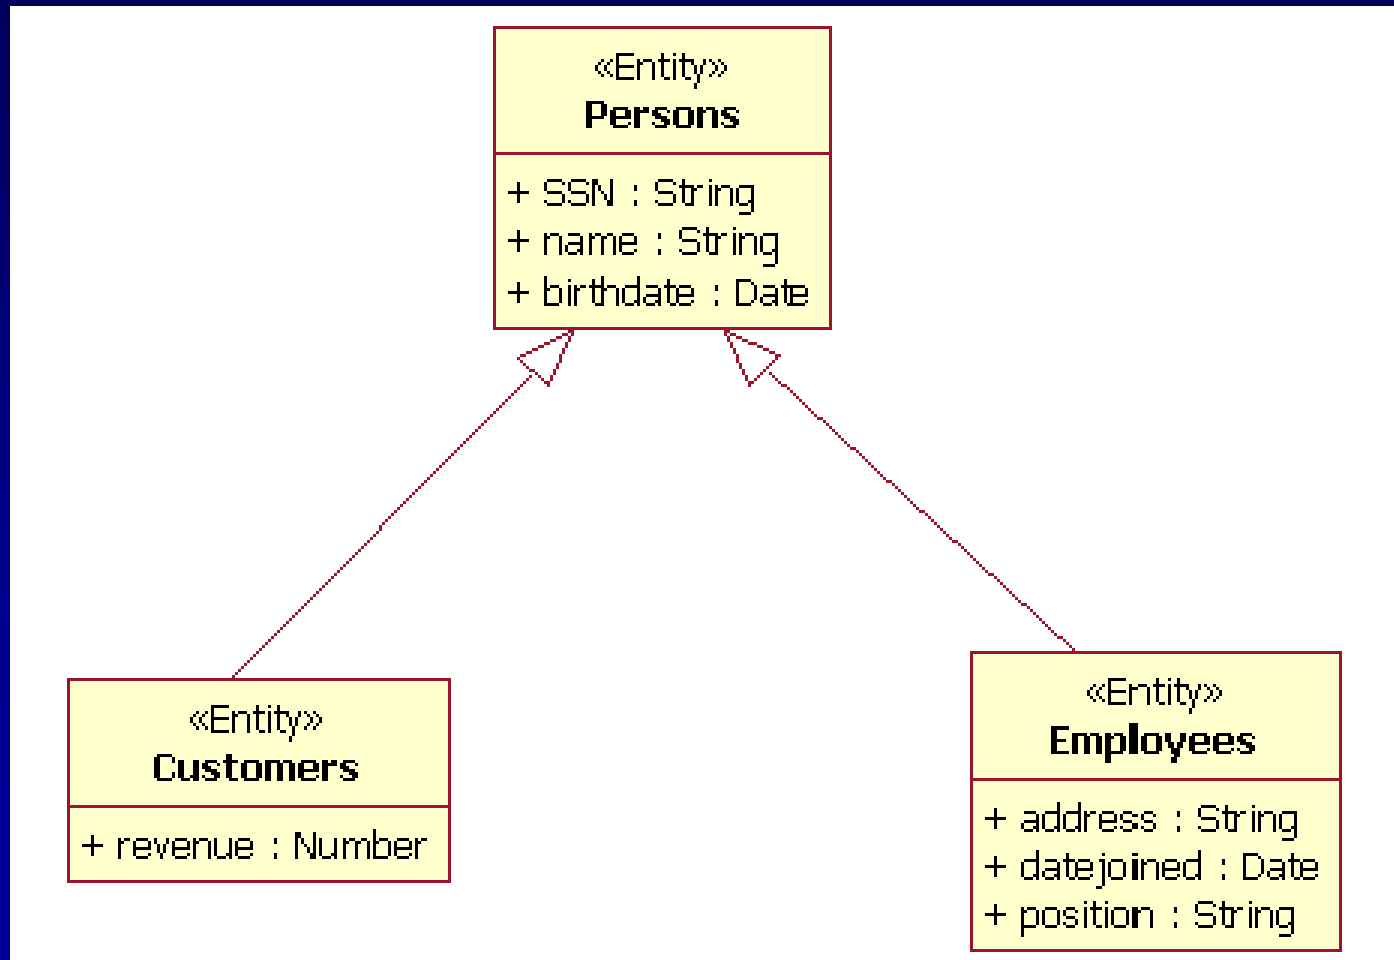 «Entity»
Persons
+ SSN : String
+ name : String
+ birthdate : Date
«Entity»
Customers
+ revenue : Number
«Entity»
Employees
+ address : String
+ datejoined : Date
+ position : String